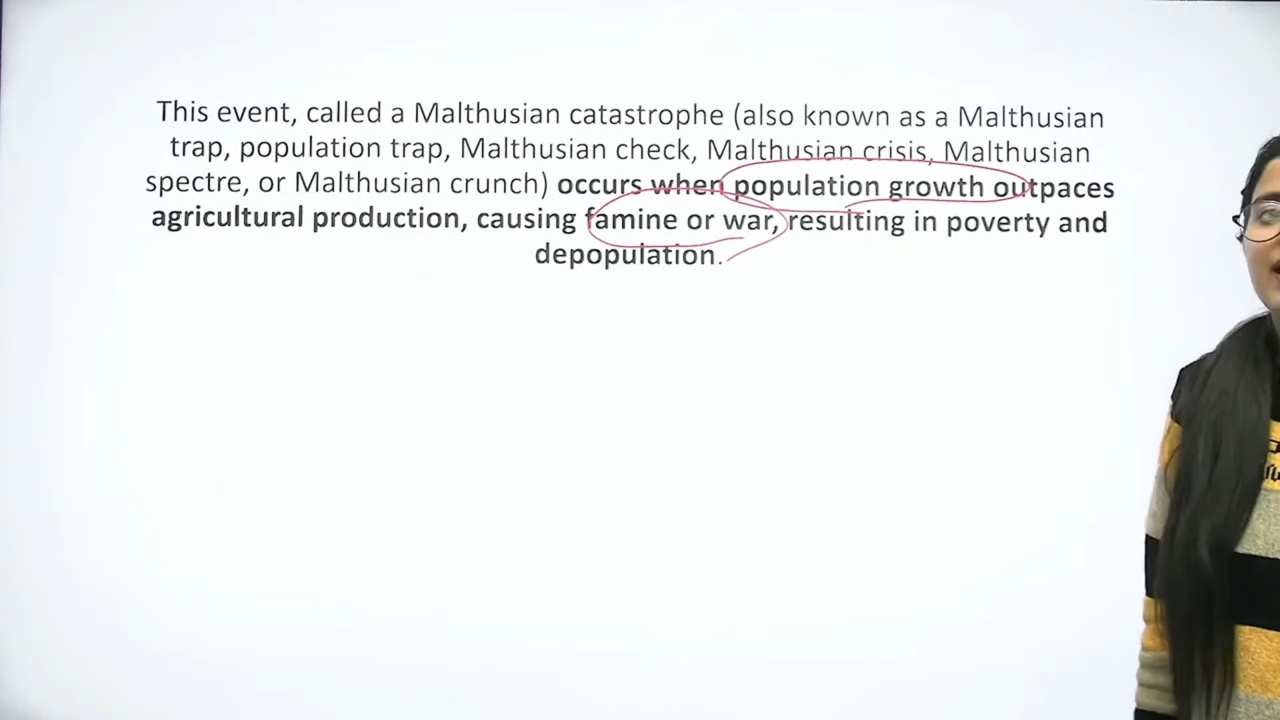 This event, called a Malthusian catastrophe (also known as a Malthusian
trap, population trap, Malthusian check, Malthusian crisis, Malthusian
spectre, or Malthusian crunch) occurs when population growth outpaces
agricultural production, causing famine or war, resulting in poverty and
depopulation.